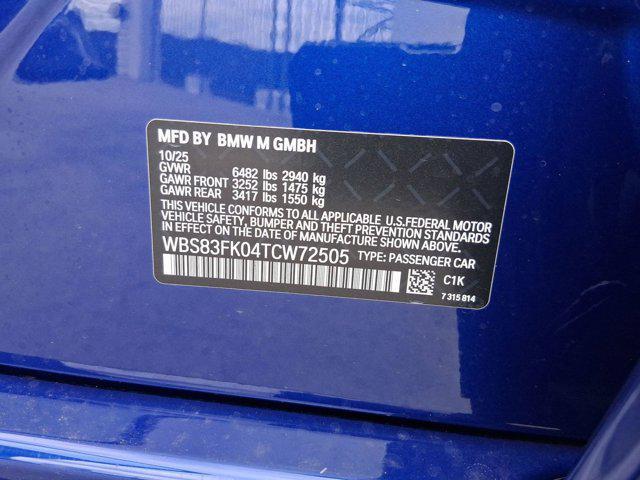 MFD BY BMW M GMBH
10/25
GVWR 6482 lbs 2940 kg
GAWR FRONT 3252 lbs 1475 kg
GAWR REAR 3417 lbs 1550 kg
THIS VEHICLE CONFORMS TO ALL APPLICABLE U.S.FEDERAL MOTOR
VEHICLE SAFETY, BUMPER AND THEFT PREVENTION STANDARDS
IN EFFECT ON THE DATE OF MANUFACTURE SHOWN ABOVE.
WBS83FK04TCW72505 TYPE: PASSENGER CAR
C1K
7 315 814